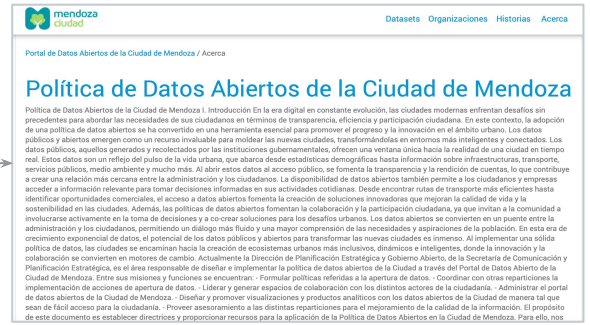 mendoza
ciudad
Datasets Organizaciones Historias Acerca
Portal de Datos Abiertos de la Ciudad de Mendoza / Acerca
Política de Datos Abiertos de la Ciudad de Mendoza
Política de Datos Abiertos de la Ciudad de Mendoza I. Introducción En la era digital en constante evolución, las ciudades modernas enfrentan desafíos sin
precedentes para abordar las necesidades de sus ciudadanos en términos de transparencia, eficiencia y participación ciudadana. En este contexto, la adopción
de una política de datos abiertos se ha convertido en una herramienta esencial para promover el progreso y la innovación en el ámbito urbano. Los datos
públicos y abiertos emergen como un recurso invaluable para moldear las nuevas ciudades, transformándolas en entornos más inteligentes y conectados. Los
datos públicos, aquellos generados y recolectados por las instituciones gubernamentales, ofrecen una ventana única hacia la realidad de una ciudad en tiempo
real. Estos datos son un reflejo del pulso de la vida urbana, que abarca desde estadísticas demográficas hasta información sobre infraestructuras, transporte,
servicios públicos, medio ambiente y mucho más. Al abrir estos datos al acceso público, se fomenta la transparencia y la rendición de cuentas, lo que contribuye
a crear una relación más cercana entre la administración y los ciudadanos. La disponibilidad de datos abiertos también permite a los ciudadanos y empresas
acceder a información relevante para tomar decisiones informadas en sus actividades cotidianas. Desde encontrar rutas de transporte más eficientes hasta
identificar oportunidades comerciales, el acceso a datos abiertos fomenta la creación de soluciones innovadoras que mejoran la calidad de vida y la
sostenibilidad en las ciudades. Además, las políticas de datos abiertos fomentan la colaboración y la participación ciudadana, ya que invitan a la comunidad a
involucrarse activamente en la toma de decisiones y a co-crear soluciones para los desafíos urbanos. Los datos abiertos se convierten en un puente entre la
administración y los ciudadanos, permitiendo un diálogo más fluido y una mayor comprensión de las necesidades y aspiraciones de la población. En esta era de
crecimiento exponencial de datos, el potencial de los datos públicos y abiertos para transformar las nuevas ciudades es inmenso. Al implementar una sólida
política de datos, las ciudades se encaminan hacia la creación de ecosistemas urbanos más inclusivos, dinámicos e inteligentes, donde la innovación y la
colaboración se convierten en motores de cambio. Actualmente la Dirección de Planificación Estratégica y Gobierno Abierto, de la Secretaría de Comunicación y
Planificación Estratégica, es el área responsable de diseñar e implementar la política de datos abiertos de la Ciudad a través del Portal de Datos Abierto de la
Ciudad de Mendoza. Entre sus misiones y funciones se encuentran: - Formular políticas referidas a la apertura de datos. - Coordinar con otras reparticiones la
implementación de acciones de apertura de datos. - Liderar y generar espacios de colaboración con los distintos actores de la ciudadanía. - Administrar el portal
de datos abiertos de la Ciudad de Mendoza. - Diseñar y promover visualizaciones y productos analíticos con los datos abiertos de la Ciudad de manera tal que
sean de fácil acceso para la ciudadanía. - Proveer asesoramiento a las distintas reparticiones para el mejoramiento de la calidad de la información. El propósito
de este documento es establecer directrices y proporcionar recursos para la aplicación de la Política de Datos Abiertos en la Ciudad de Mendoza. Para ello, nos